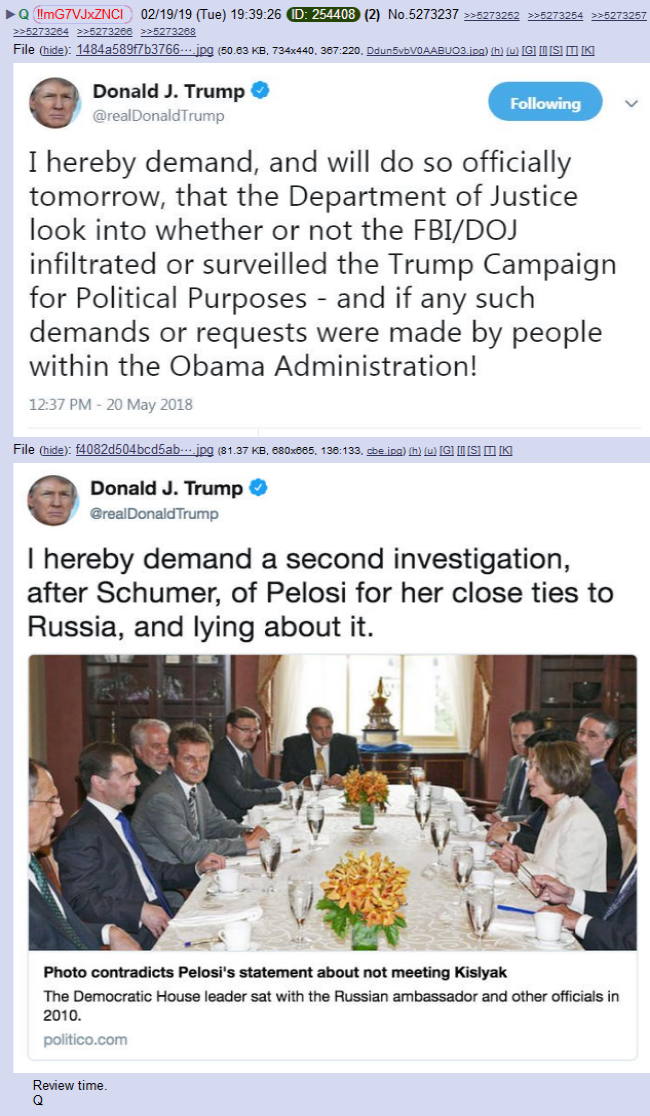 ▶Q !!mG7VJxZNCI 02/19/19 (Tue) 19:39:26 ID: 254408 (2) No.5273237 >>5273252 >>5273254 >>5273257
>>5273264 >>5273266 >>5273268
File (hide): 1484a589f7b3766⋯.jpg (50.63 KB, 734x440, 367:220, Ddun5vbV0AABUO3.jpg) (h) (u) [G] [I] [S] [T] [K]
Donald J. Trump
@realDonaldTrump
Following
I hereby demand, and will do so officially
tomorrow, that the Department of Justice
look into whether or not the FBI/DOJ
infiltrated or surveilled the Trump Campaign
for Political Purposes - and if any such
demands or requests were made by people
within the Obama Administration!
12:37 PM - 20 May 2018
File (hide): f4082d504bcd5ab⋯.jpg (81.37 KB, 680x665, 136:133, cbe.jpg) (h) (u) [G] [I] [S] [T] [K]
Donald J. Trump
@realDonaldTrump
I hereby demand a second investigation,
after Schumer, of Pelosi for her close ties to
Russia, and lying about it.
Photo contradicts Pelosi's statement about not meeting Kislyak
The Democratic House leader sat with the Russian ambassador and other officials in
2010.
politico.com
Review time.
Q